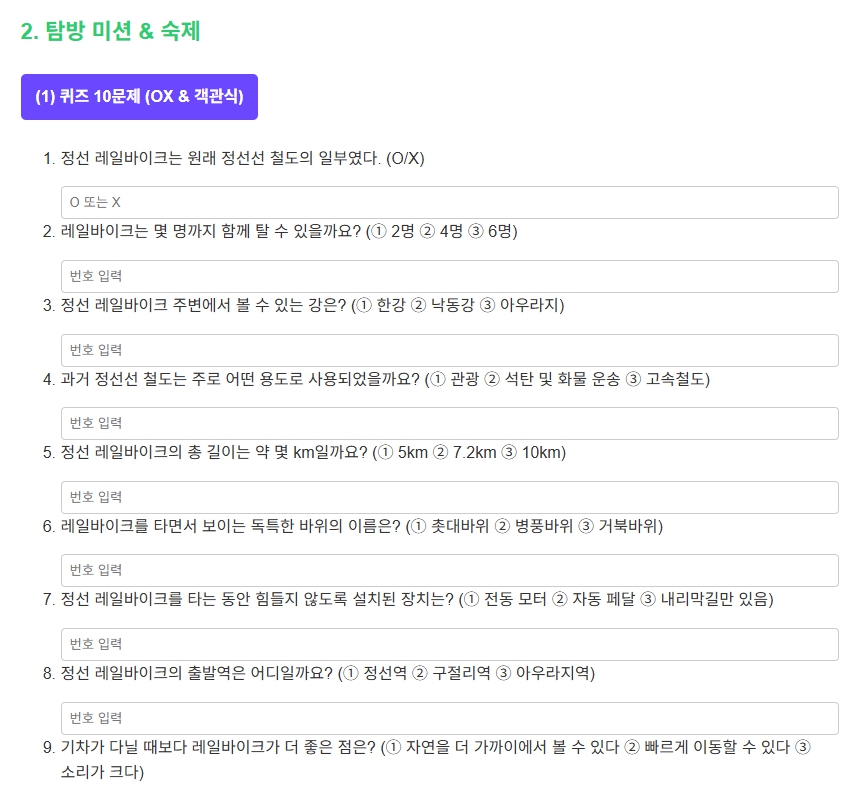 2. 탐방 미션 & 숙제
(1) 퀴즈 10문제 (OX & 객관식)
1. 정선 레일바이크는 원래 정선선 철도의 일부였다. (O/X)
O 또는 X
2. 레일바이크는 몇 명까지 함께 탈 수 있을까요? (① 2명 ② 4명 ③ 6명)
번호 입력
3. 정선 레일바이크 주변에서 볼 수 있는 강은? (① 한강 ② 낙동강 ③ 아우라지)
번호 입력
4. 과거 정선선 철도는 주로 어떤 용도로 사용되었을까요? (① 관광 ② 석탄 및 화물 운송 ③ 고속철도)
번호 입력
5. 정선 레일바이크의 총 길이는 약 몇 km일까요? (① 5km ② 7.2km ③ 10km)
번호 입력
6. 레일바이크를 타면서 보이는 독특한 바위의 이름은? (① 촛대바위 ② 병풍바위 ③ 거북바위)
번호 입력
7. 정선 레일바이크를 타는 동안 힘들지 않도록 설치된 장치는? (① 전동 모터 ② 자동 페달 ③ 내리막길만 있음)
번호 입력
8. 정선 레일바이크의 출발역은 어디일까요? (① 정선역 ② 구절리역 ③ 아우라지역)
번호 입력
9. 기차가 다닐 때보다 레일바이크가 더 좋은 점은? (① 자연을 더 가까이에서 볼 수 있다 ② 빠르게 이동할 수 있다 ③
소리가 크다)